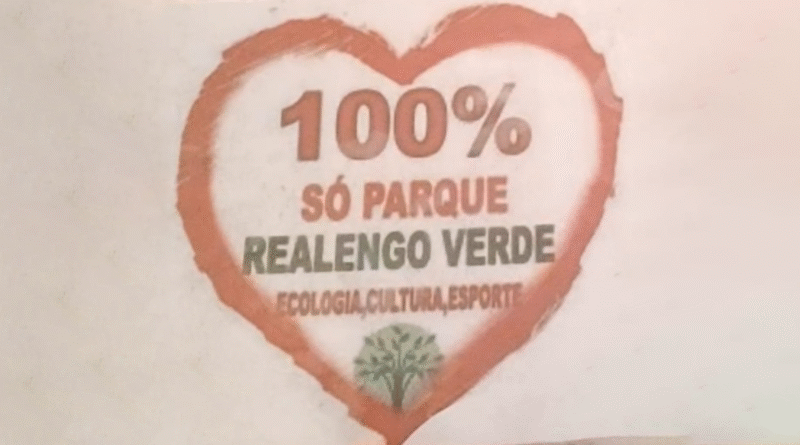 100%
SÓ PARQUE
REALENGO VERDE
ECOLOGIA,CULTURA,ESPORTE